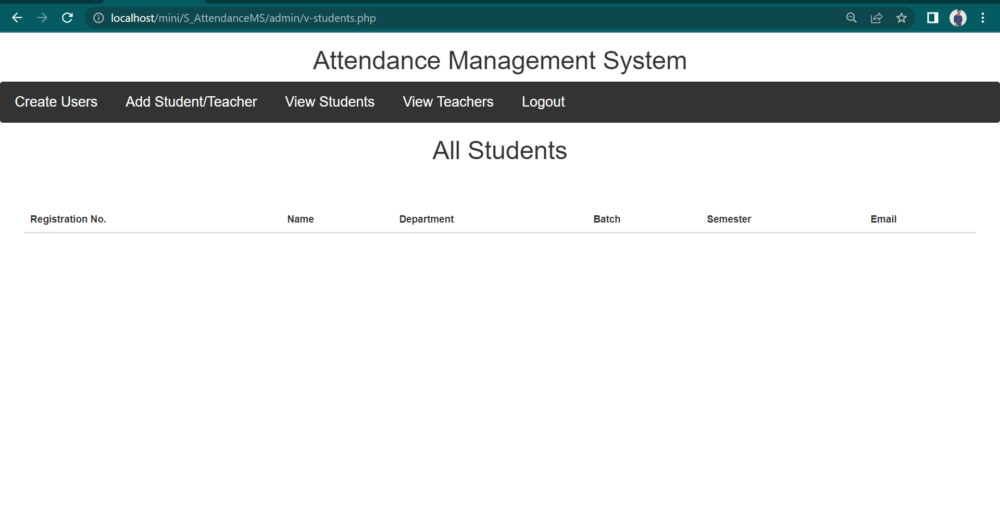 localhost/mini/S_AttendanceMS/admin/v-students.php
Attendance Management System
Create Users Add Student/Teacher View Students View Teachers Logout
All Students
Registration No. Name Department Batch Semester Email